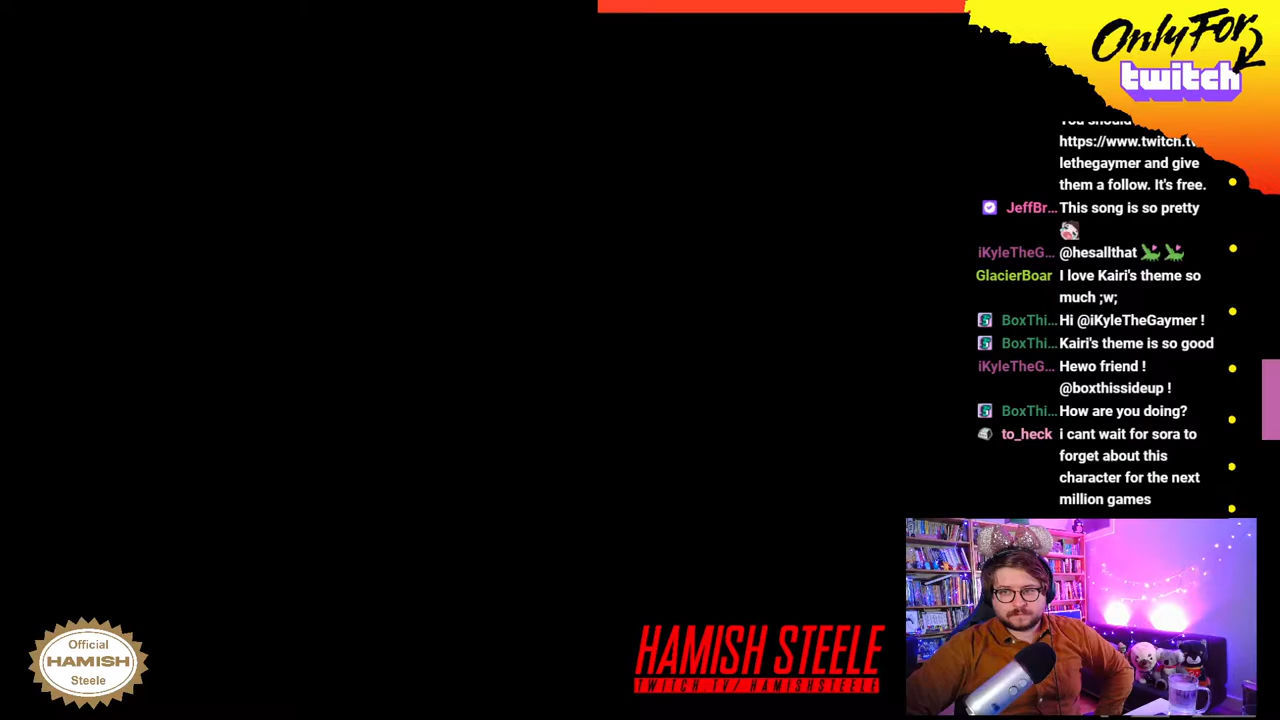 OnlyFor
twitch
https://www.twitch.tv
lethegaymer and give
them a follow. It's free.
JeffBr... This song is so pretty
iKyleTheG... @hesallthat
GlacierBoar I love Kairi's theme so
much ;w;
BoxThi... Hi @iKyleTheGaymer !
BoxThi... Kairi's theme is so good
iKyleTheG... Hewo friend !
@boxthissideup !
BoxThi... How are you doing?
to_heck i cant wait for sora to
forget about this
character for the next
million games
Official
HAMISH
Steele
HAMISH STEELE
TWITCH.TV/HAMISHSTEELE